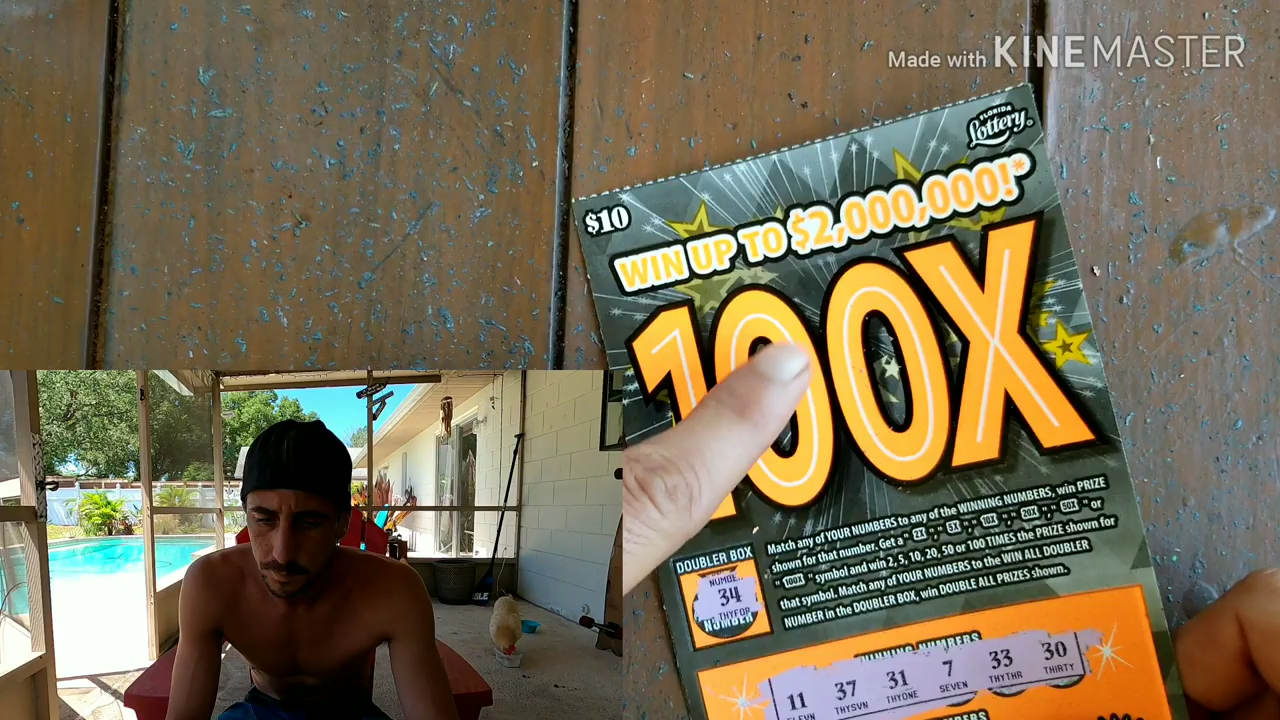 Made with KINEMASTER
FLORIDA
Lottery
$10
WIN UP TO $2,000,000!*
100X
Match any of YOUR NUMBERS to any of the WINNING NUMBERS, win PRIZE
shown for that number. Get a "2X", "5X", "10X", "20X", "50X" or
"100X" symbol and win 2, 5, 10, 20, 50 or 100 TIMES the PRIZE shown for
that symbol. Match any of YOUR NUMBERS to the WIN ALL DOUBLER
NUMBER in the DOUBLER BOX, win DOUBLE ALL PRIZES shown.
DOUBLER BOX
34
THYFOR
NUMBER
WINNING NUMBERS
11 37 31 7 33 30
ELEVN THYSVN THYONE SEVEN THYTHR THIRTY